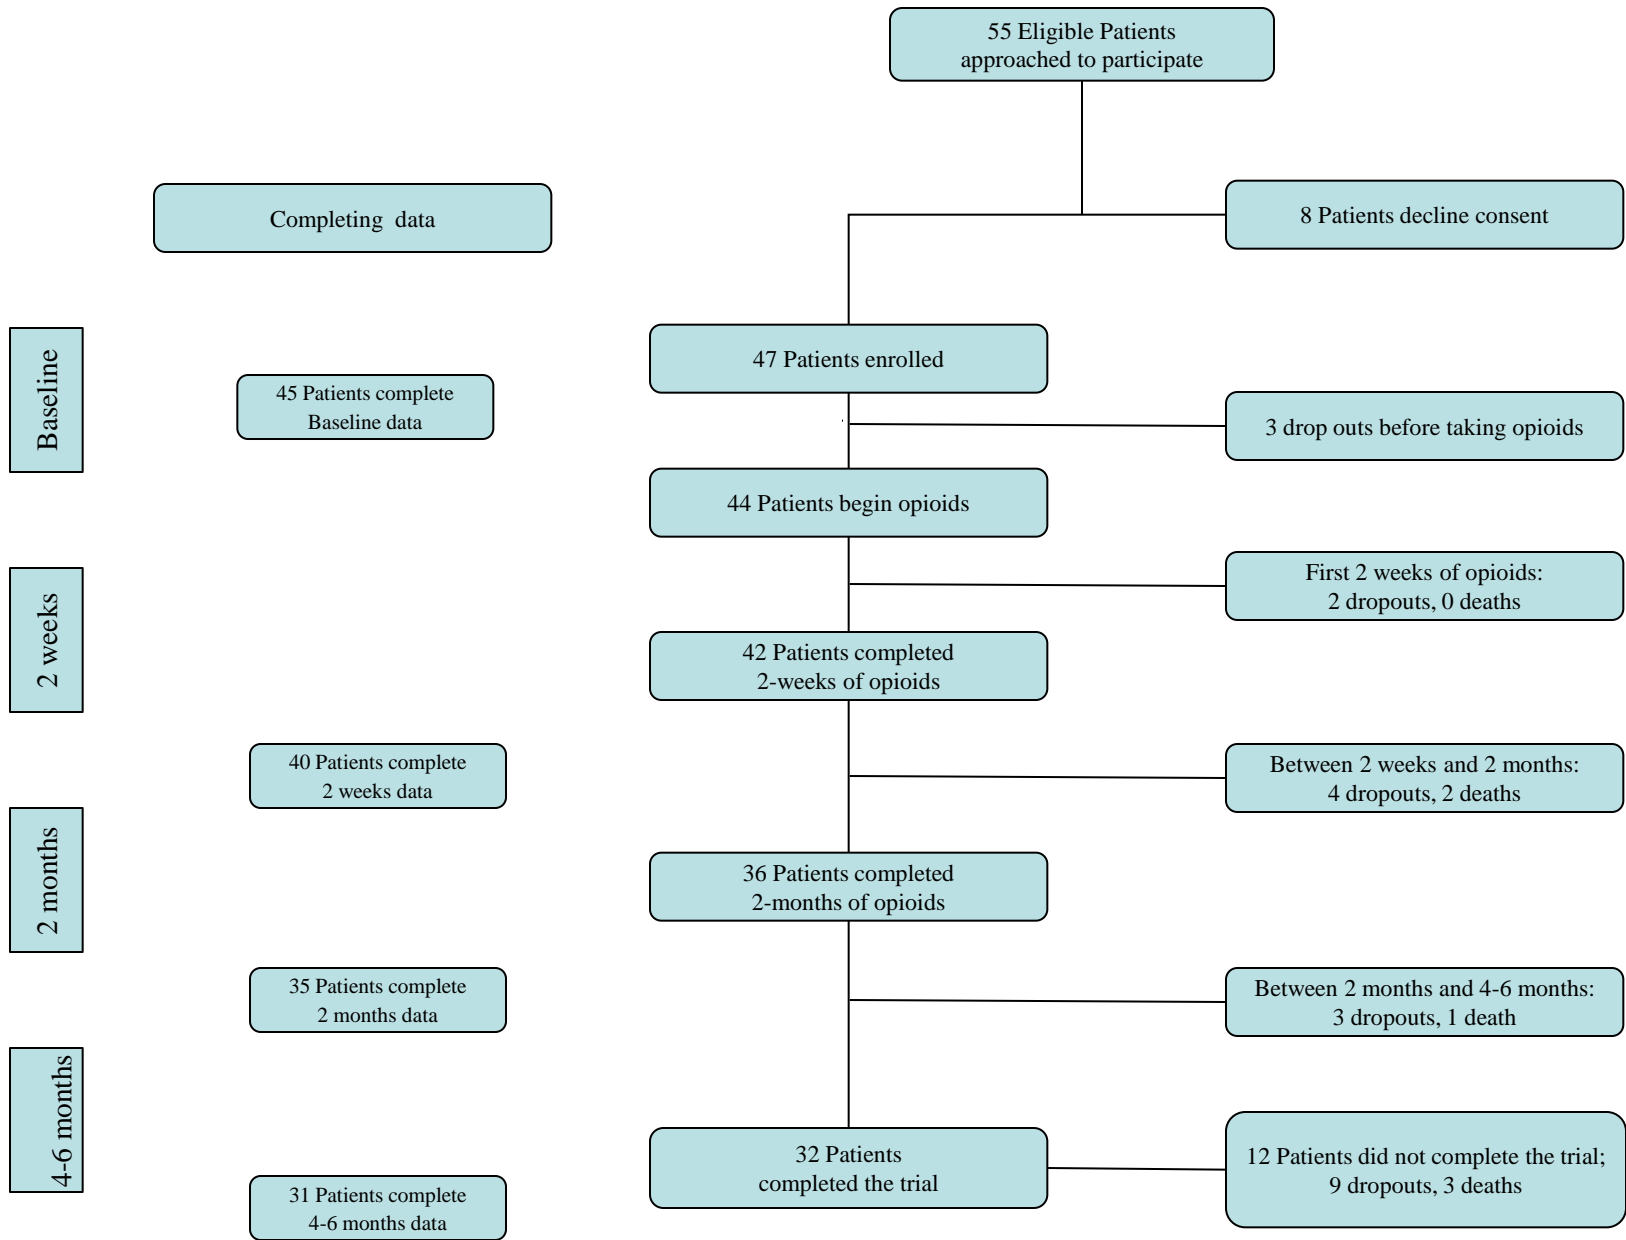 55 Eligible Patients
approached to participate
Completing data
8 Patients decline consent
Baseline
47 Patients enrolled
45 Patients complete
Baseline data
3 drop outs before taking opioids
44 Patients begin opioids
2 weeks
First 2 weeks of opioids:
2 dropouts, 0 deaths
42 Patients completed
2-weeks of opioids
40 Patients complete
2 weeks data
Between 2 weeks and 2 months:
4 dropouts, 2 deaths
2 months
36 Patients completed
2-months of opioids
35 Patients complete
2 months data
Between 2 months and 4-6 months:
3 dropouts, 1 death
4-6 months
32 Patients
completed the trial
12 Patients did not complete the trial;
9 dropouts, 3 deaths
31 Patients complete
4-6 months data